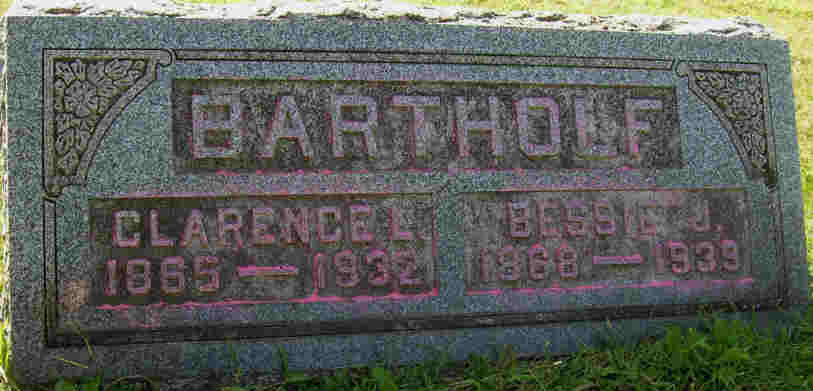 BARTHOLF
CLARENCE L.
1865 — 1932
BESSIE J.
1868 — 1939